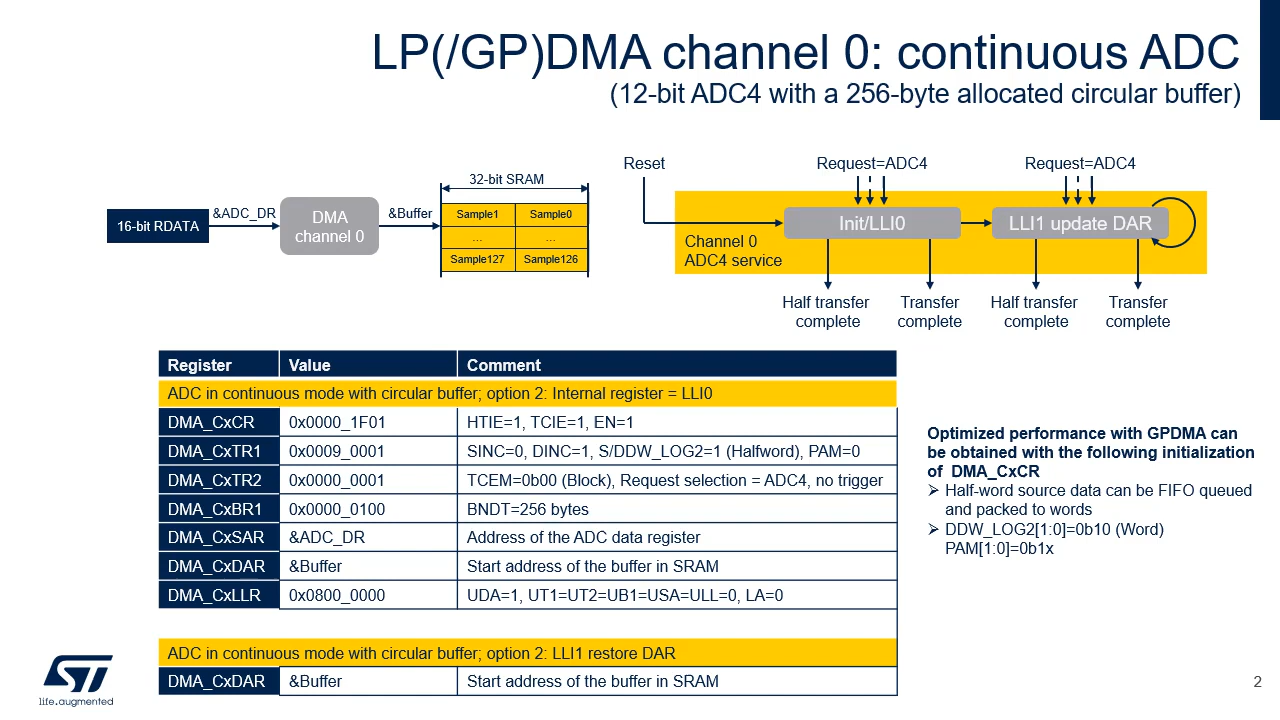 LP(/GP)DMA channel 0: continuous ADC
(12-bit ADC4 with a 256-byte allocated circular buffer)
16-bit RDATA
&ADC_DR
DMA
channel 0
&Buffer
32-bit SRAM
Sample1 Sample0
... ...
Sample127 Sample126
Reset
Request=ADC4
Request=ADC4
Init/LLI0
LLI1 update DAR
Channel 0
ADC4 service
Half transfer
complete
Transfer
complete
Half transfer
complete
Transfer
complete
Register Value Comment
ADC in continuous mode with circular buffer; option 2: Internal register = LLI0
DMA_CxCR 0x0000_1F01 HTIE=1, TCIE=1, EN=1
DMA_CxTR1 0x0009_0001 SINC=0, DINC=1, S/DDW_LOG2=1 (Halfword), PAM=0
DMA_CxTR2 0x0000_0001 TCEM=0b00 (Block), Request selection = ADC4, no trigger
DMA_CxBR1 0x0000_0100 BNDT=256 bytes
DMA_CxSAR &ADC_DR Address of the ADC data register
DMA_CxDAR &Buffer Start address of the buffer in SRAM
DMA_CxLLR 0x0800_0000 UDA=1, UT1=UT2=UB1=USA=ULL=0, LA=0
ADC in continuous mode with circular buffer; option 2: LLI1 restore DAR
DMA_CxDAR &Buffer Start address of the buffer in SRAM
Optimized performance with GPDMA can
be obtained with the following initialization
of DMA_CxCR
➢ Half-word source data can be FIFO queued
and packed to words
➢ DDW_LOG2[1:0]=0b10 (Word)
PAM[1:0]=0b1x
ST
life.augmented
2